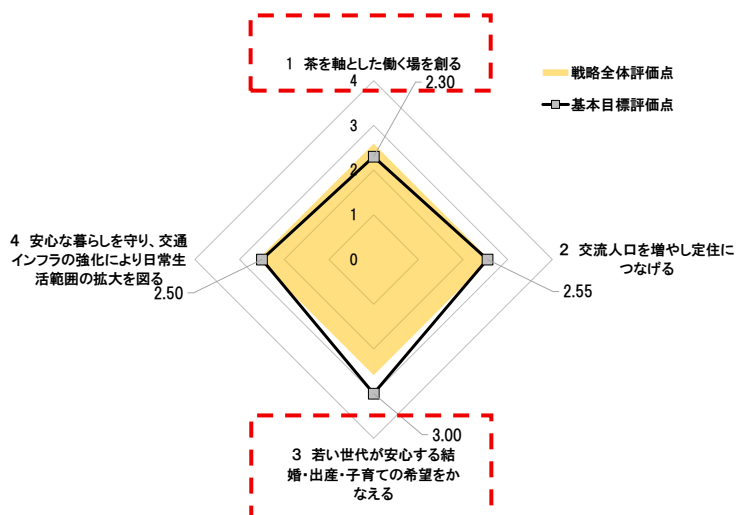 1 茶を軸とした働く場を創る
4
2.30
戦略全体評価点
基本目標評価点
3
2
1
0
4 安心な暮らしを守り、交通
インフラの強化により日常生
活範囲の拡大を図る
2.50
2 交流人口を増やし定住に
つなげる
2.55
3.00
3 若い世代が安心する結
婚・出産・子育ての希望をか
なえる